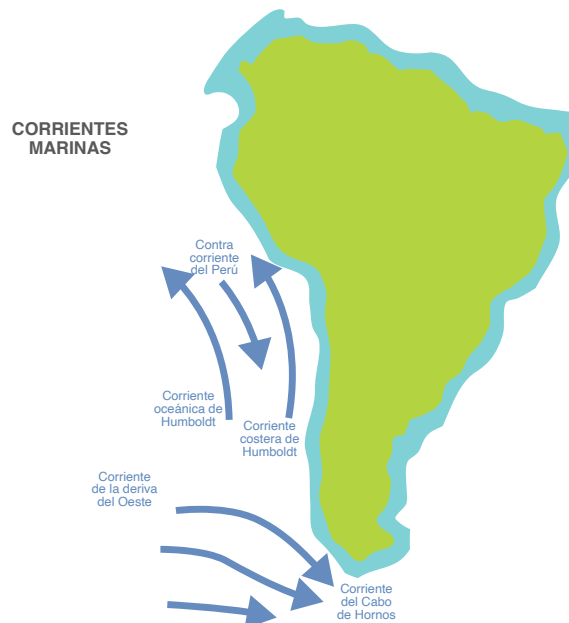 CORRIENTES
MARINAS
Contra
corriente
del Perú
Corriente
oceánica de
Humboldt
Corriente
costera de
Humboldt
Corriente
de la deriva
del Oeste
Corriente
del Cabo
de Hornos